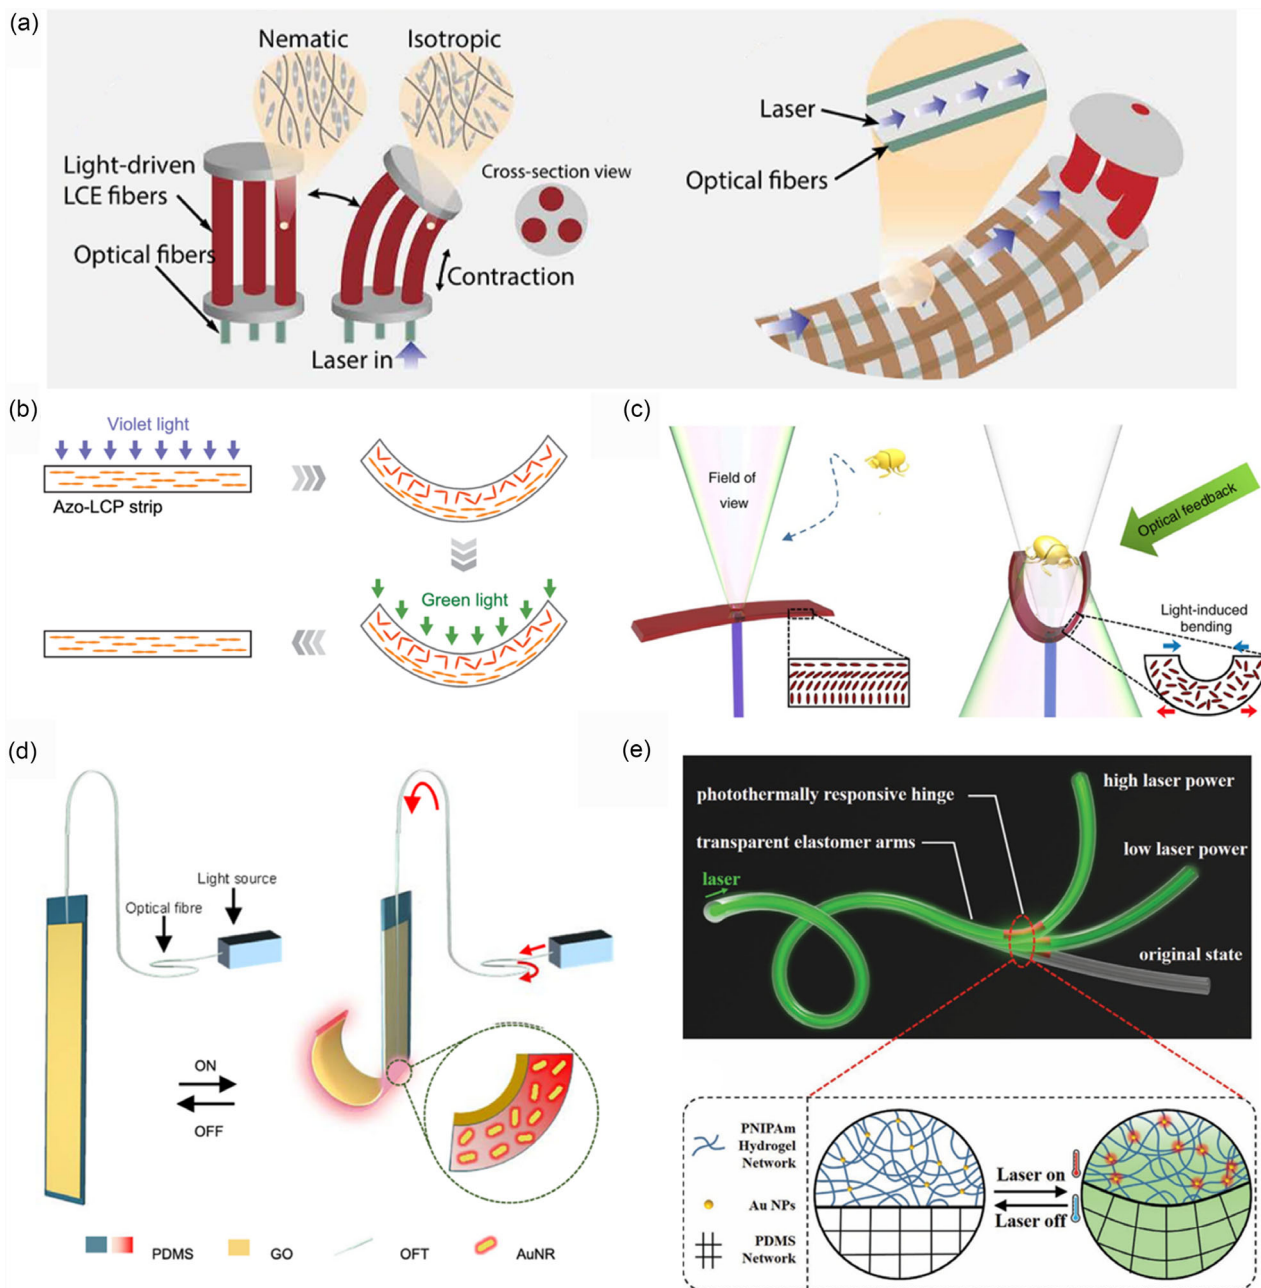 (a)
Nematic
Isotropic
Light-driven
LCE fibers
Optical fibers
Cross-section view
Contraction
Laser in
Laser
Optical fibers
(b)
Violet light
Azo-LCP strip
Green light
(c)
Field of
view
Optical feedback
Light-induced
bending
(d)
Light source
Optical fibre
ON
OFF
PDMS
GO
OFT
AuNR
(e)
photothermally responsive hinge
transparent elastomer arms
laser
high laser power
low laser power
original state
PNIPAm
Hydrogel
Network
Au NPs
PDMS
Network
Laser on
Laser off